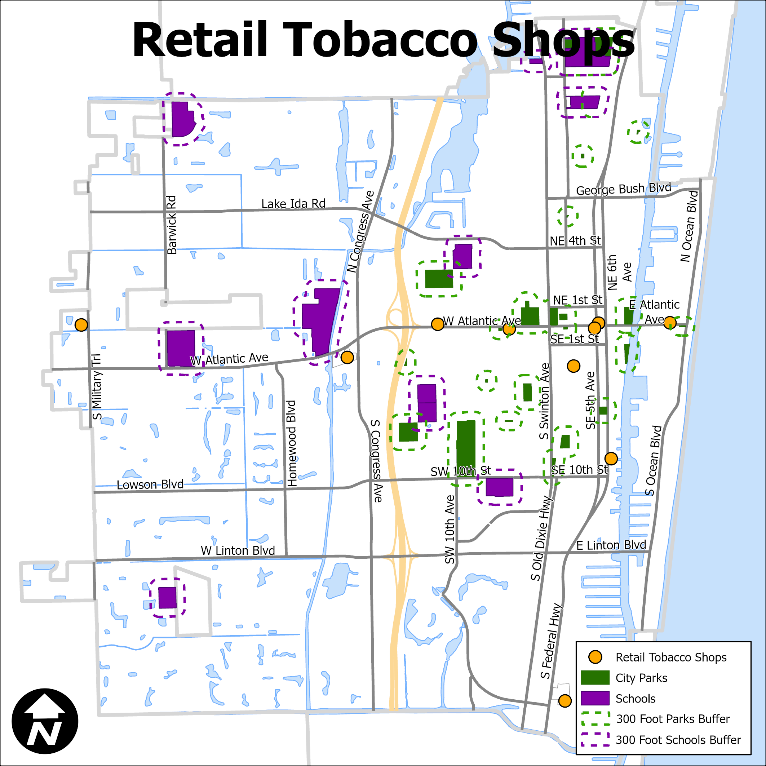 Retail Tobacco Shops
George Bush Blvd
Lake Ida Rd
Barwick Rd
N Congress Ave
N Ocean Blvd
NE 4th St
NE 6th
Ave
NE 1st St
E Atlantic
Ave
W Atlantic Ave
SE 1st St
W Atlantic Ave
S Military Trl
Homewood Blvd
S Congress Ave
S Swinton Ave
SE 5th Ave
S Ocean Blvd
SW 10th St
SE 10th St
Lowson Blvd
SW 10th Ave
S Old Dixie Hwy
W Linton Blvd
E Linton Blvd
S Federal Hwy
Retail Tobacco Shops
City Parks
Schools
300 Foot Parks Buffer
300 Foot Schools Buffer
N